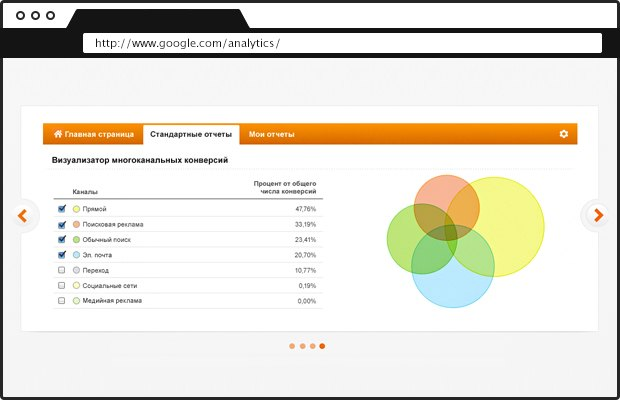 http://www.google.com/analytics/
Главная страница Стандартные отчеты Мои отчеты
Визуализатор многоканальных конверсий
Каналы
Процент от общего
числа конверсий
Прямой 47,76%
Поисковая реклама 33,19%
Обычный поиск 23,41%
Эл. почта 20,70%
Переход 10,77%
Социальные сети 0,19%
Медийная реклама 0,00%